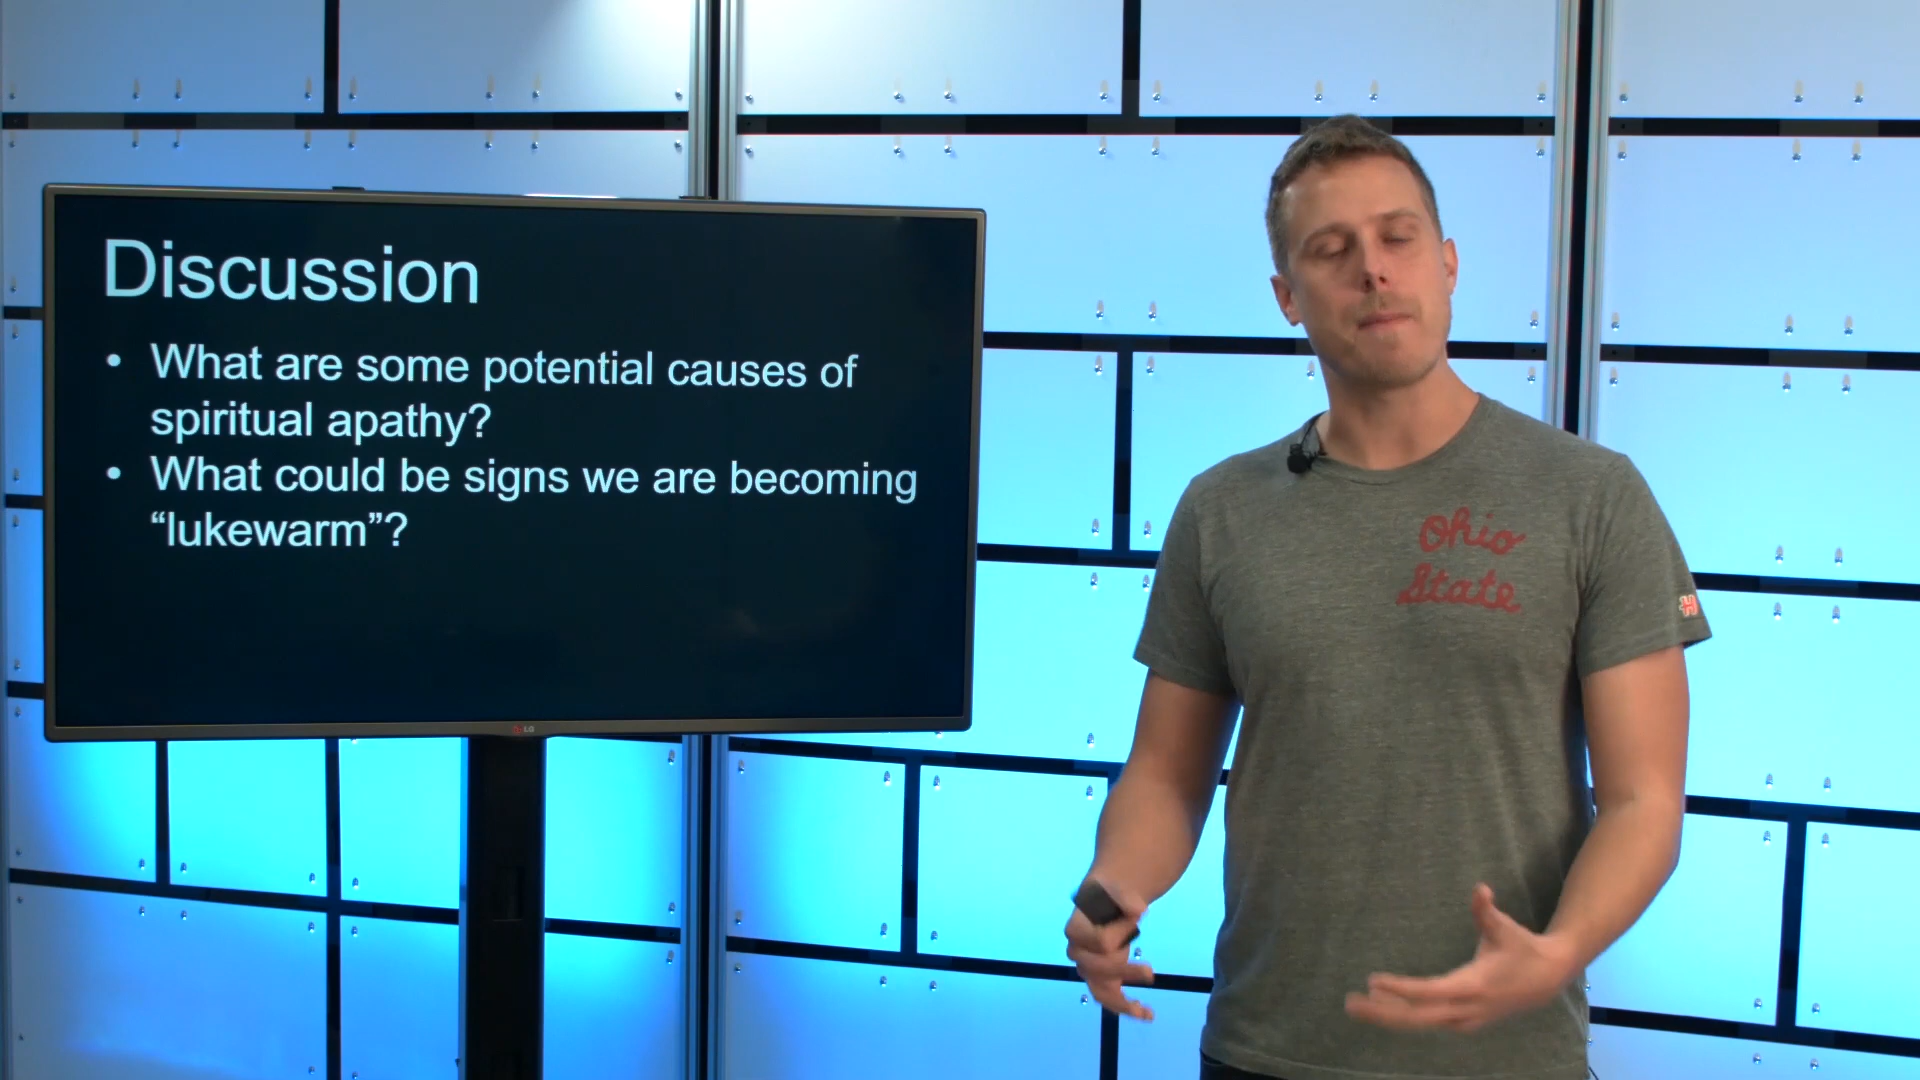 Discussion
• What are some potential causes of
spiritual apathy?
• What could be signs we are becoming
“lukewarm”?
LG
Ohio
State
H